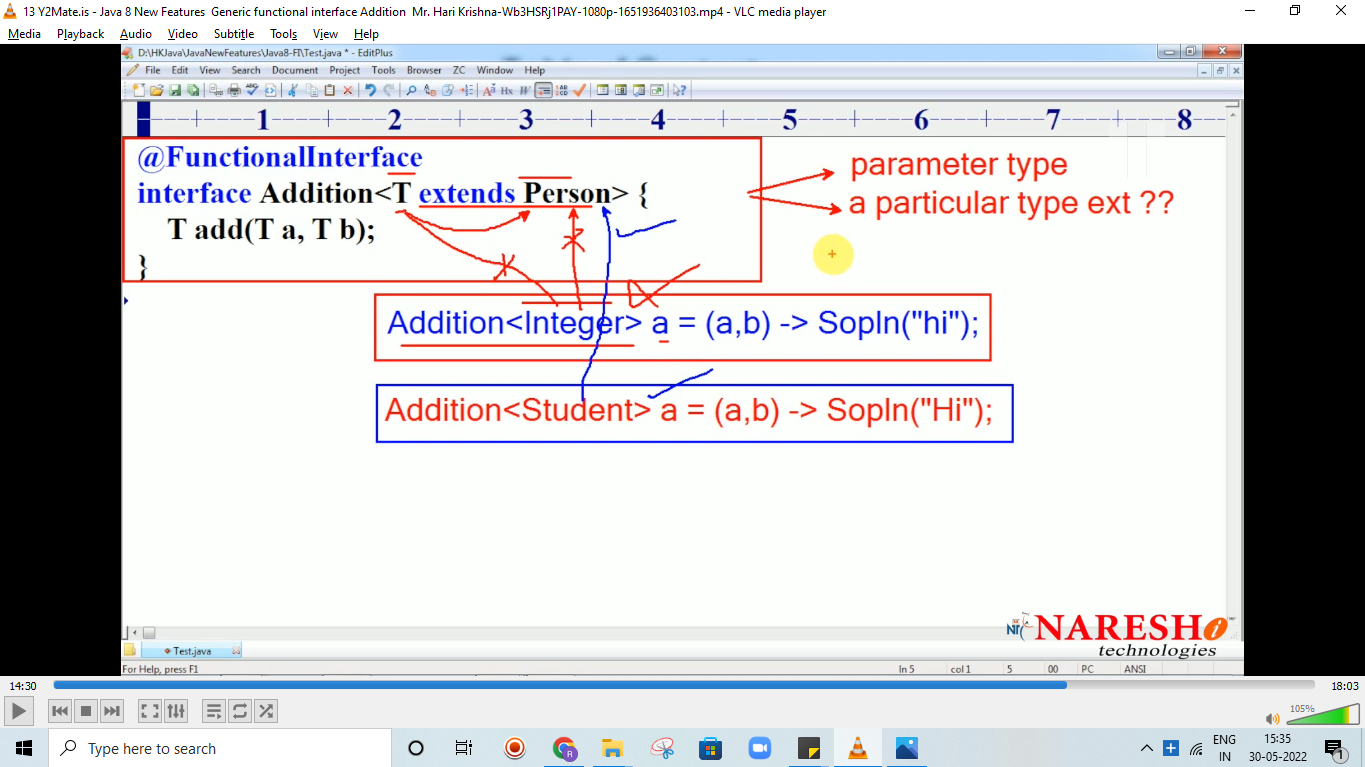 13 Y2Mate.is - Java 8 New Features  Generic functional interface Addition  Mr. Hari Krishna-Wb3HSRj1PAY-1080p-1651936403103.mp4 - VLC media player
Media Playback Audio Video Subtitle Tools View Help
D:\HKJava\JavaNewFeatures\Java8-FI\Test.java * - EditPlus
File Edit View Search Document Project Tools Browser ZC Window Help
1 2 3 4 5 6 7 8
@FunctionalInterface
interface Addition<T extends Person> {
T add(T a, T b);
}
parameter type
a particular type ext ??
Addition<Integer> a = (a,b) -> Sopln("hi");
Addition<Student> a = (a,b) -> Sopln("Hi");
NARESH i
technologies
Test.java
For Help, press F1 ln 5 col 1 5 00 PC ANSI
14:30 18:03
105%
Type here to search
ENG
IN
15:35
30-05-2022
1